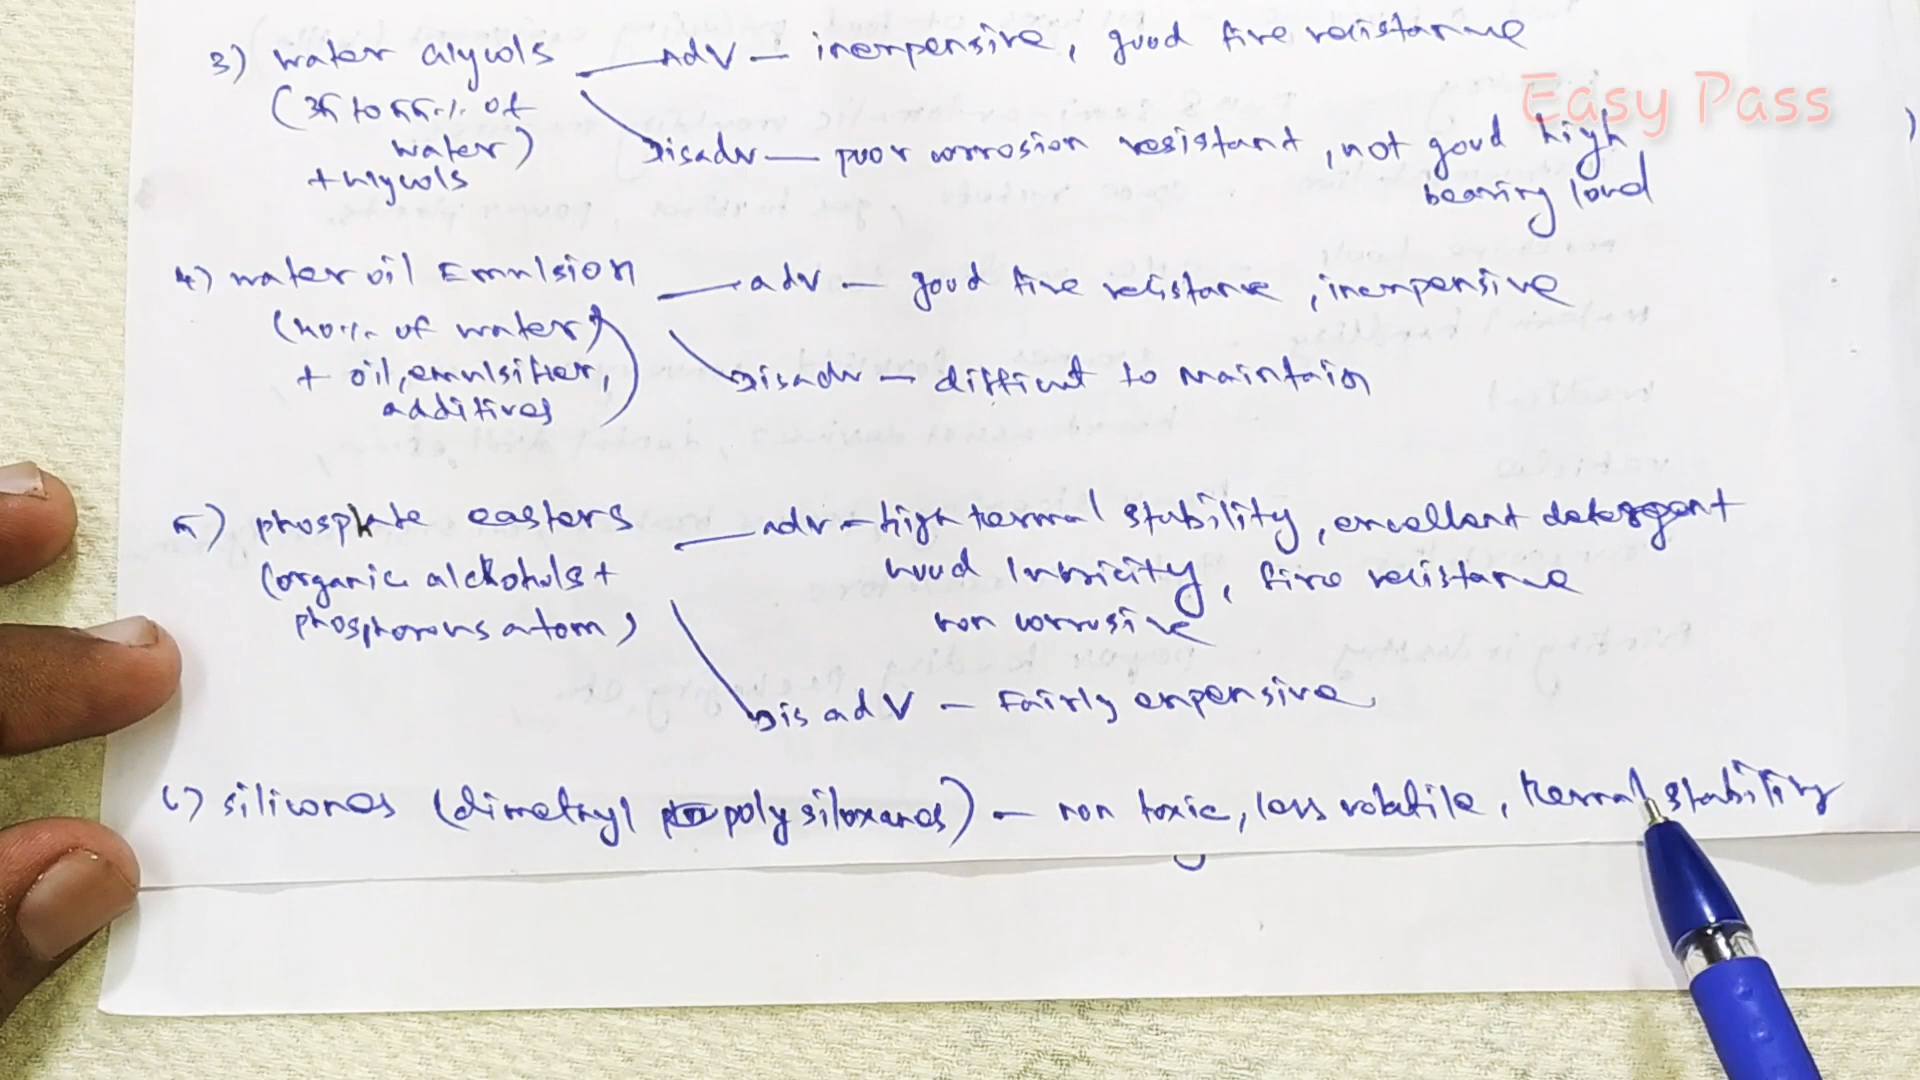 3) water glycols — adv — inexpensive, good fire resistance
Easy Pass
(35 to 55% of water) + glycols
Disadv — poor corrosion resistant, not good high bearing load
4) water oil Emulsion — adv — good fire resistance, inexpensive
(40% of water) + oil, emulsifier, additives
Disadv — difficult to maintain
5) phosphate easters — adv — high termal stability, excellent detergent
(organic alchohols + good lubricity, fire resistance
phosphorous atom) non corrosive
Disadv — Fairly expensive
6) silicones (dimethyl polysiloxanes) — non toxic, less volatile, termal stability